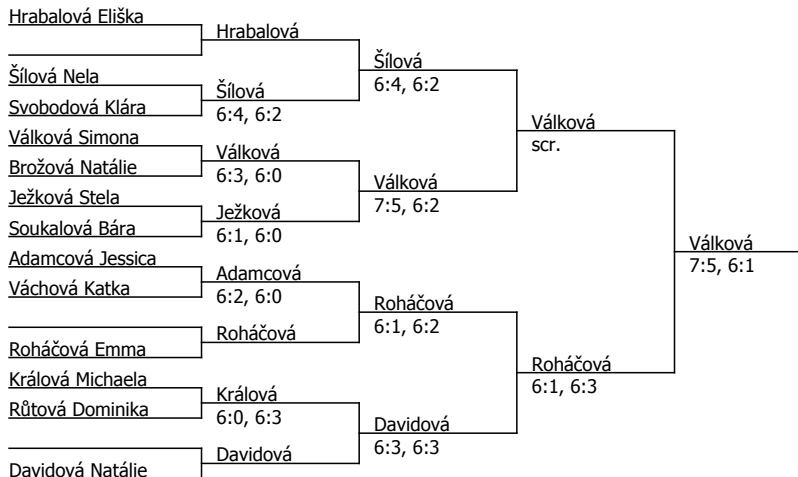 Hrabalová Eliška
Šílová Nela
Svobodová Klára
Válková Simona
Brožová Natálie
Ježková Stela
Soukalová Bára
Adamcová Jessica
Váchová Katka
Roháčová Emma
Králová Michaela
Růtová Dominika
Davidová Natálie
Hrabalová
Šílová
6:4, 6:2
Válková
6:3, 6:0
Ježková
6:1, 6:0
Adamcová
6:2, 6:0
Roháčová
Králová
6:0, 6:3
Davidová
Šílová
6:4, 6:2
Válková
7:5, 6:2
Roháčová
6:1, 6:2
Davidová
6:3, 6:3
Válková
scr.
Roháčová
6:1, 6:3
Válková
7:5, 6:1